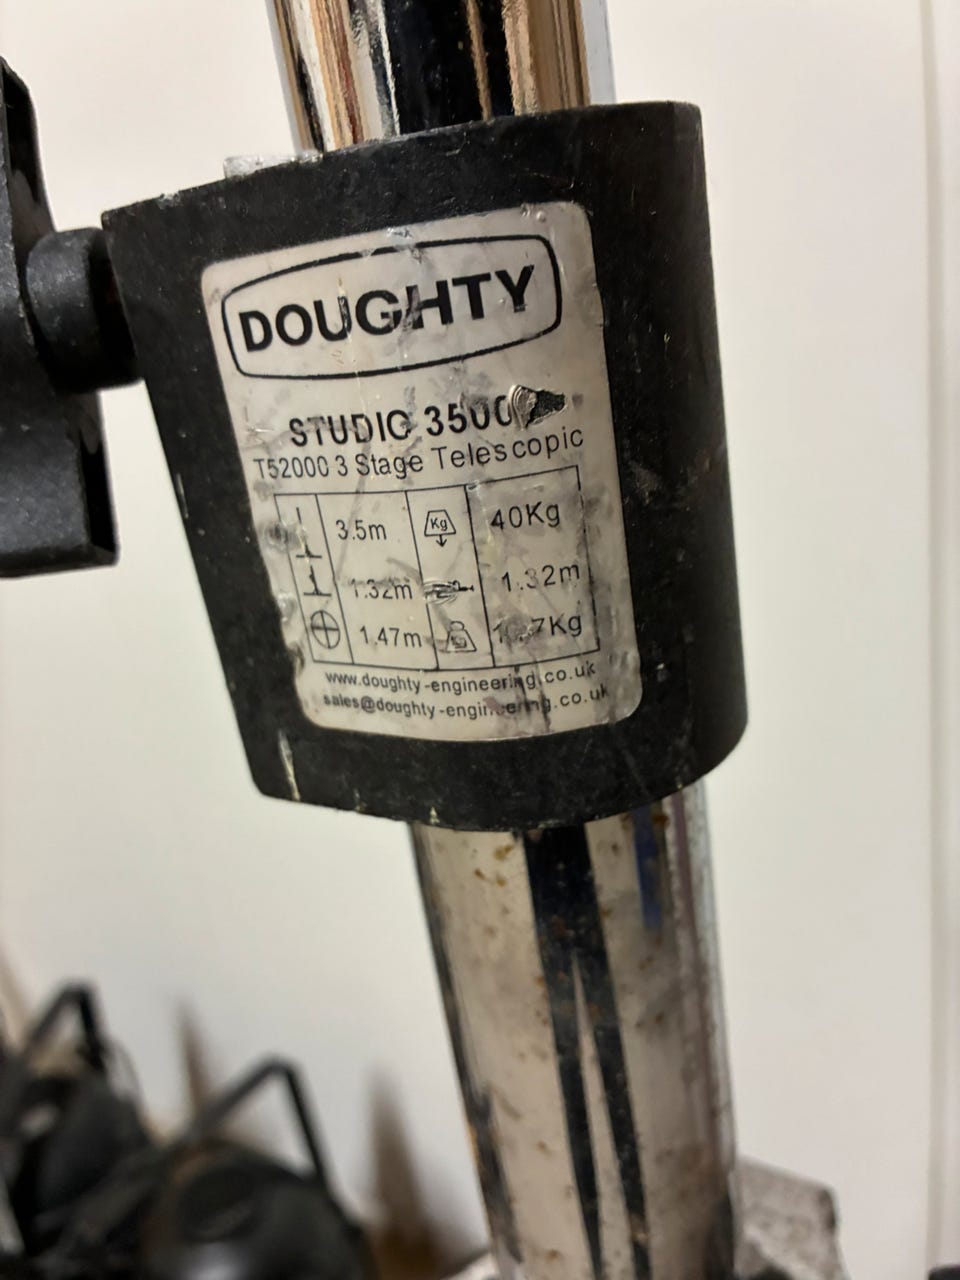 DOUGHTY
STUDIO 3500
T52000 3 Stage Telescopic
3.5m Kg 40Kg
1.32m 1.32m
1.47m
www.doughty-engineering.co.uk
sales@doughty-engineering.co.uk